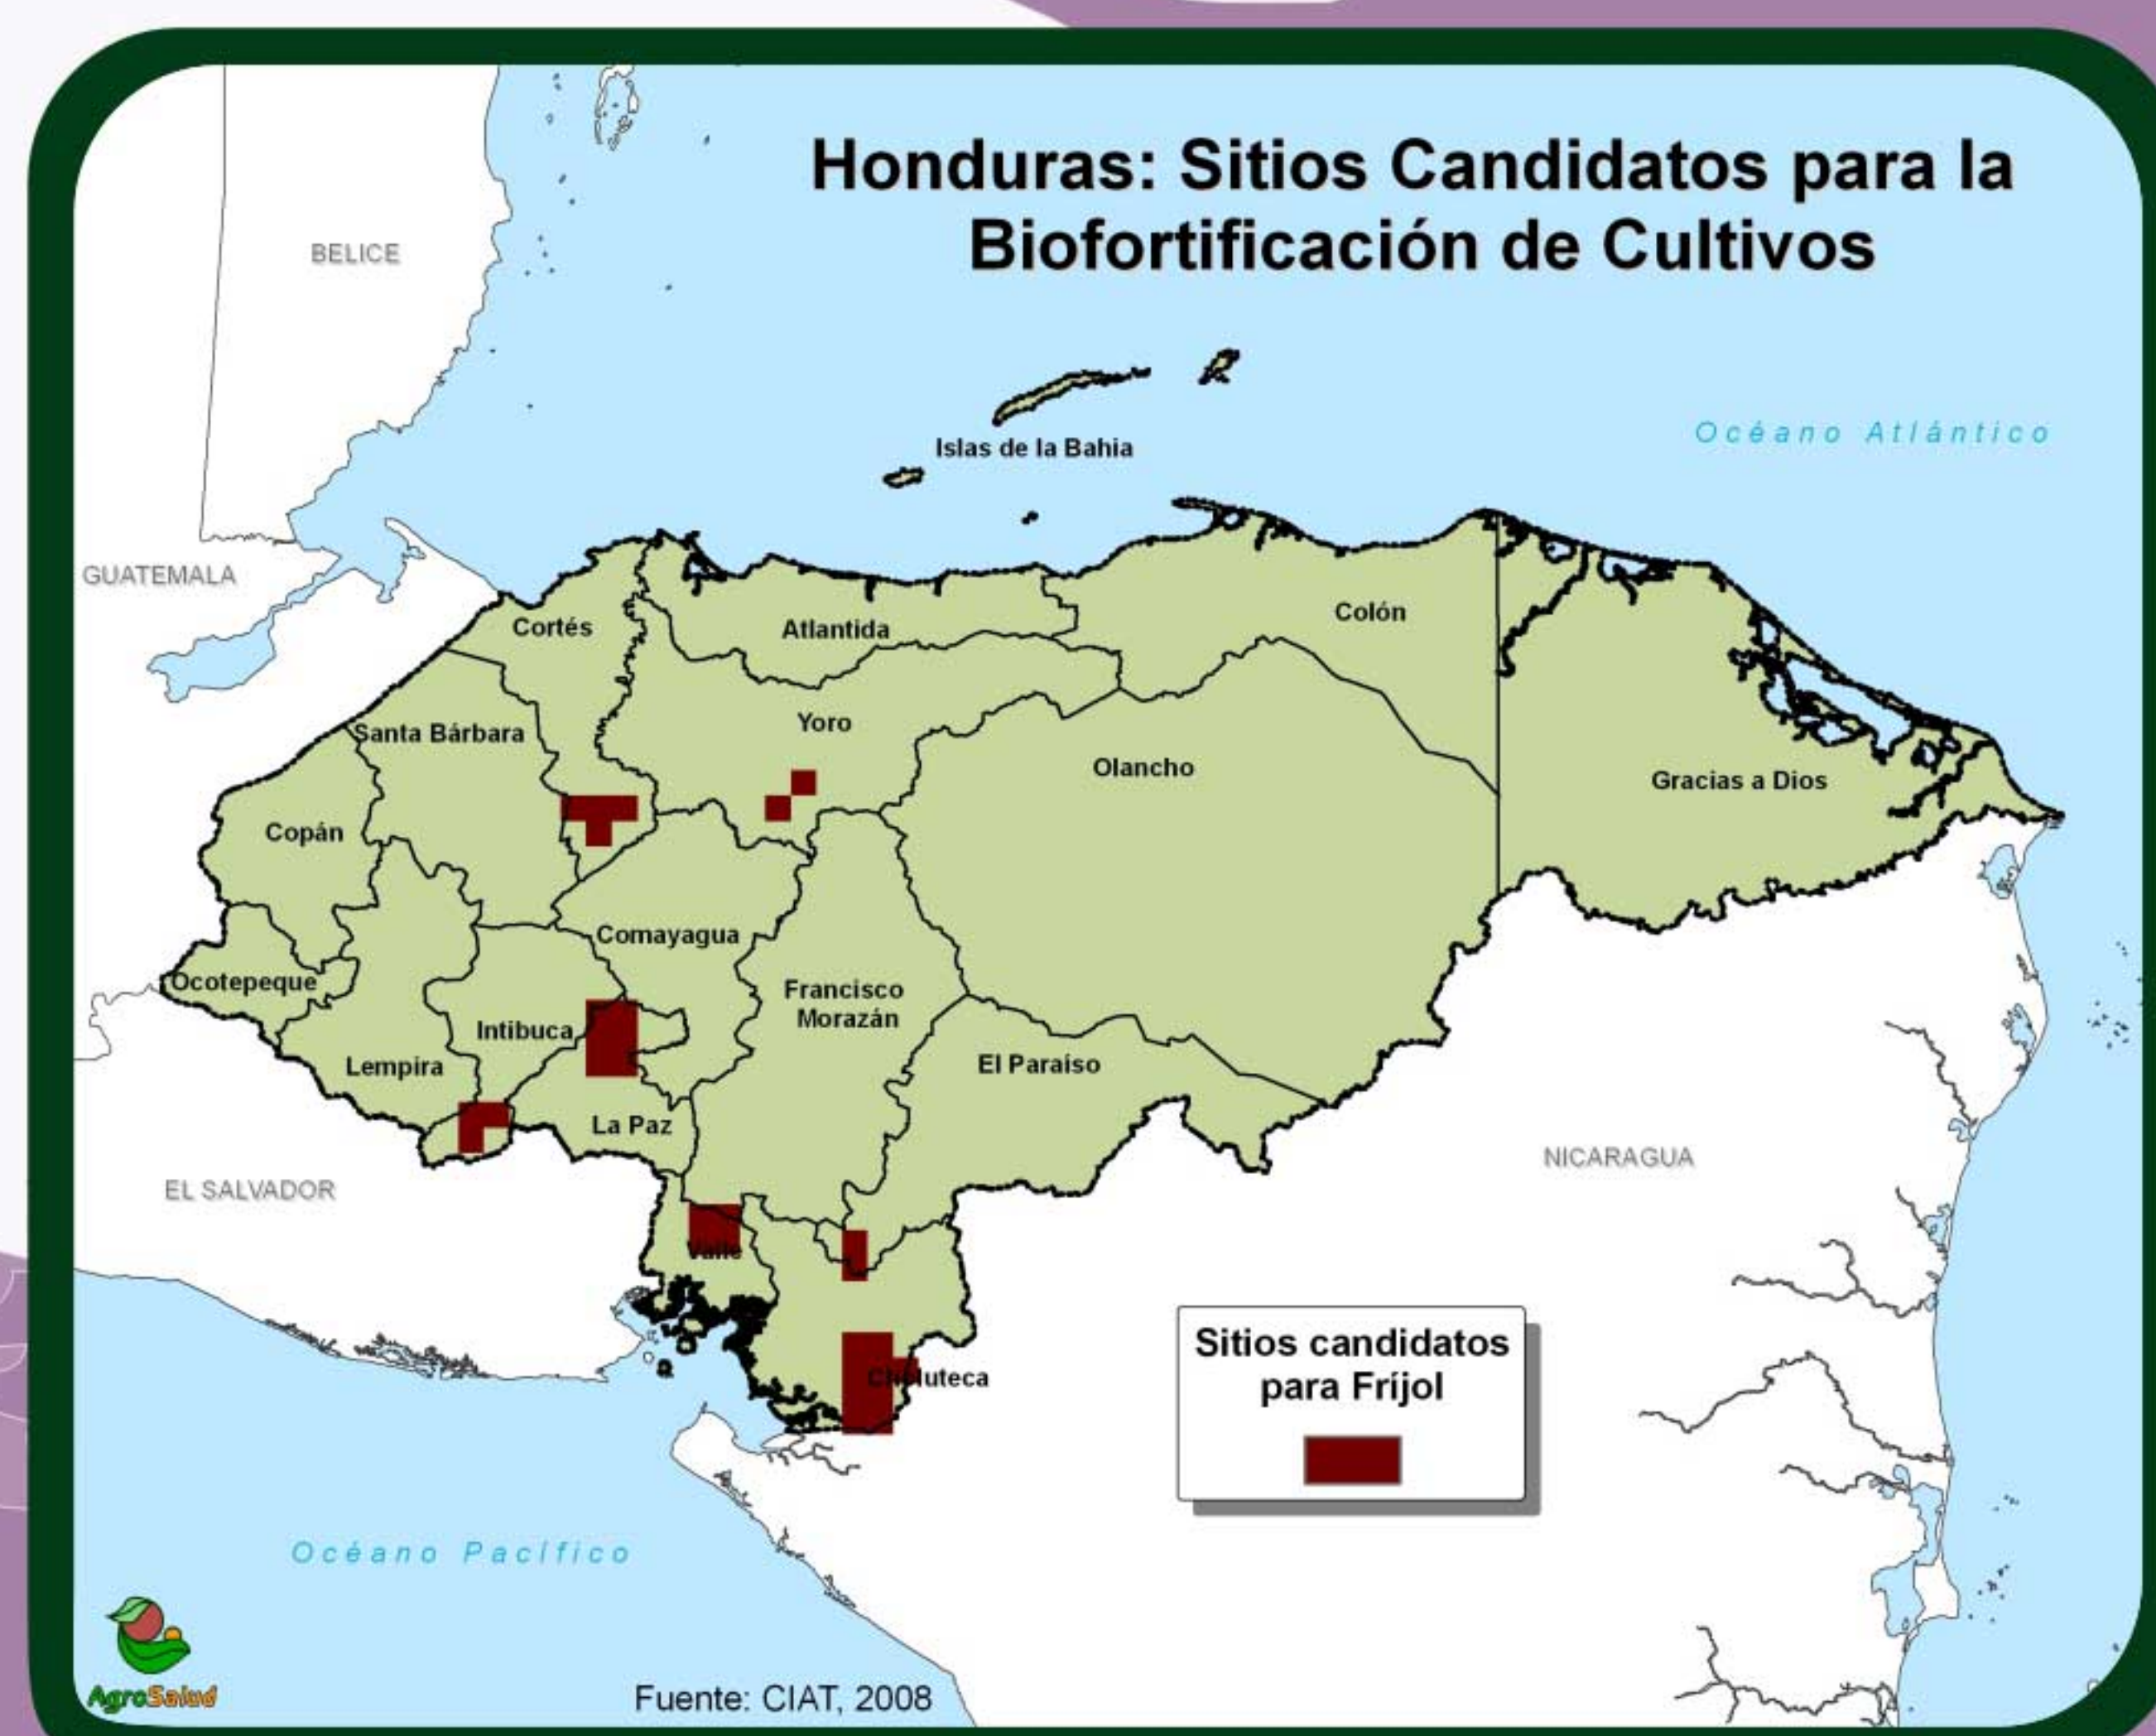 Honduras: Sitios Candidatos para la
Biofortificación de Cultivos
BELICE
Océano Atlántico
Islas de la Bahia
GUATEMALA
Cortés
Atlantida
Colón
Santa Bárbara
Yoro
Olancho
Gracias a Dios
Copán
Comayagua
Ocotepeque
Francisco
Morazán
Intibuca
Lempira
El Paraíso
La Paz
NICARAGUA
EL SALVADOR
Valle
Choluteca
Sitios candidatos
para Fríjol
Océano Pacífico
AgroSalud
Fuente: CIAT, 2008